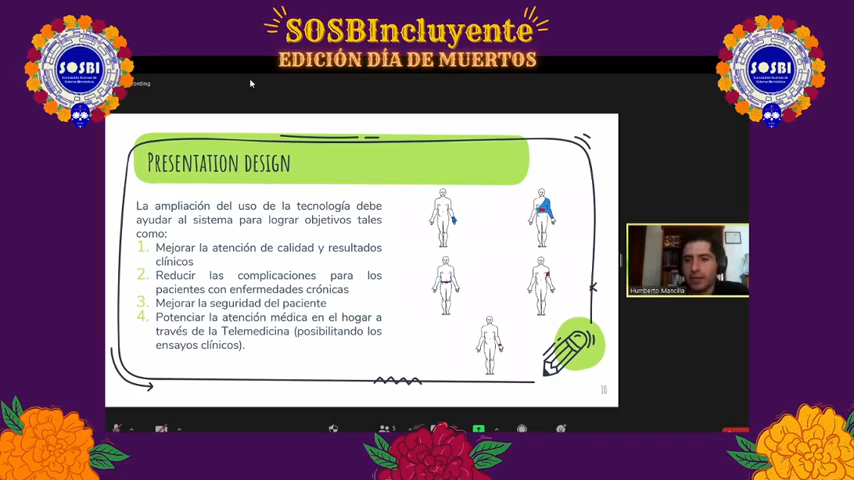 SOSBIncluyente
EDICIÓN DÍA DE MUERTOS
SOSBI
SOSBI
PRESENTATION DESIGN
La ampliación del uso de la tecnología debe
ayudar al sistema para lograr objetivos tales
como:
1. Mejorar la atención de calidad y resultados
clínicos
2. Reducir las complicaciones para los
pacientes con enfermedades crónicas
3. Mejorar la seguridad del paciente
4. Potenciar la atención médica en el hogar a
través de la Telemedicina (posibilitando los
ensayos clínicos).
10
Humberto Mancilla
5